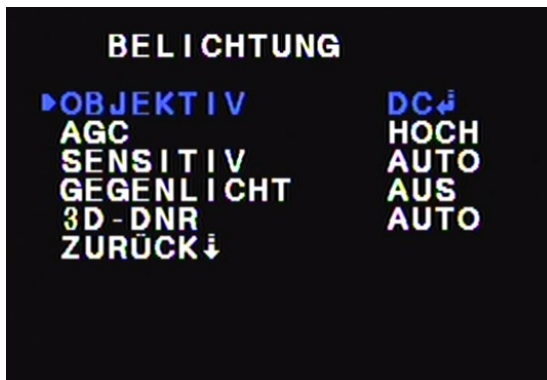 BELICHTUNG
OBJEKTIV DC↲
AGC HOCH
SENSITIV AUTO
GEGENLICHT AUS
3D-DNR AUTO
ZURÜCK↓